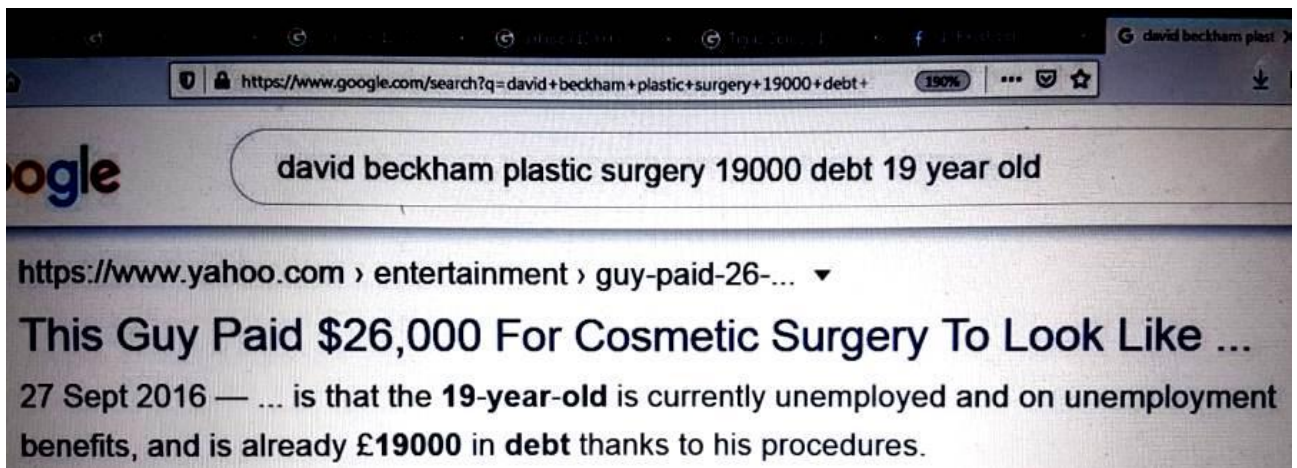 G david beckham plast
https://www.google.com/search?q=david+beckham+plastic+surgery+19000+debt+ 190%
ogle
david beckham plastic surgery 19000 debt 19 year old
https://www.yahoo.com › entertainment › guy-paid-26-...
This Guy Paid $26,000 For Cosmetic Surgery To Look Like ...
27 Sept 2016 — ... is that the 19-year-old is currently unemployed and on unemployment
benefits, and is already £19000 in debt thanks to his procedures.